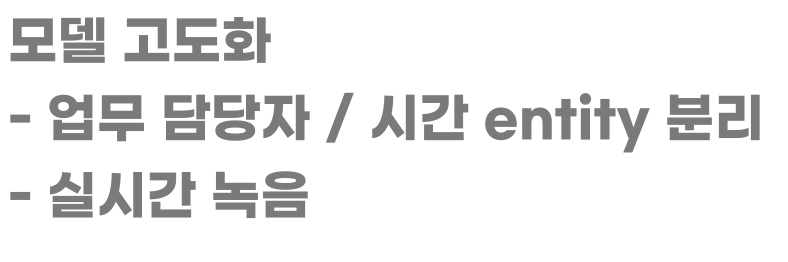 모델 고도화
- 업무 담당자 / 시간 entity 분리
- 실시간 녹음